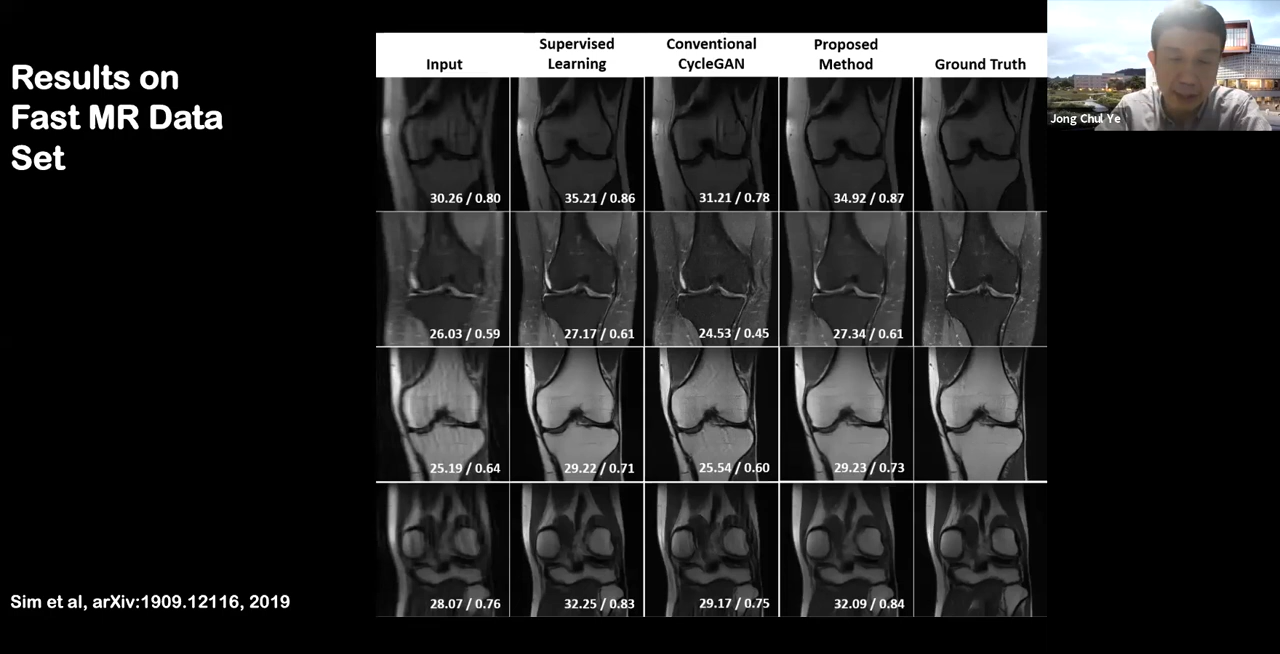 Results on
Fast MR Data
Set
Input
Supervised
Learning
Conventional
CycleGAN
Proposed
Method
Ground Truth
30.26 / 0.80
35.21 / 0.86
31.21 / 0.78
34.92 / 0.87
26.03 / 0.59
27.17 / 0.61
24.53 / 0.45
27.34 / 0.61
25.19 / 0.64
29.22 / 0.71
25.54 / 0.60
29.23 / 0.73
28.07 / 0.76
32.25 / 0.83
29.17 / 0.75
32.09 / 0.84
Sim et al, arXiv:1909.12116, 2019
Jong Chul Ye